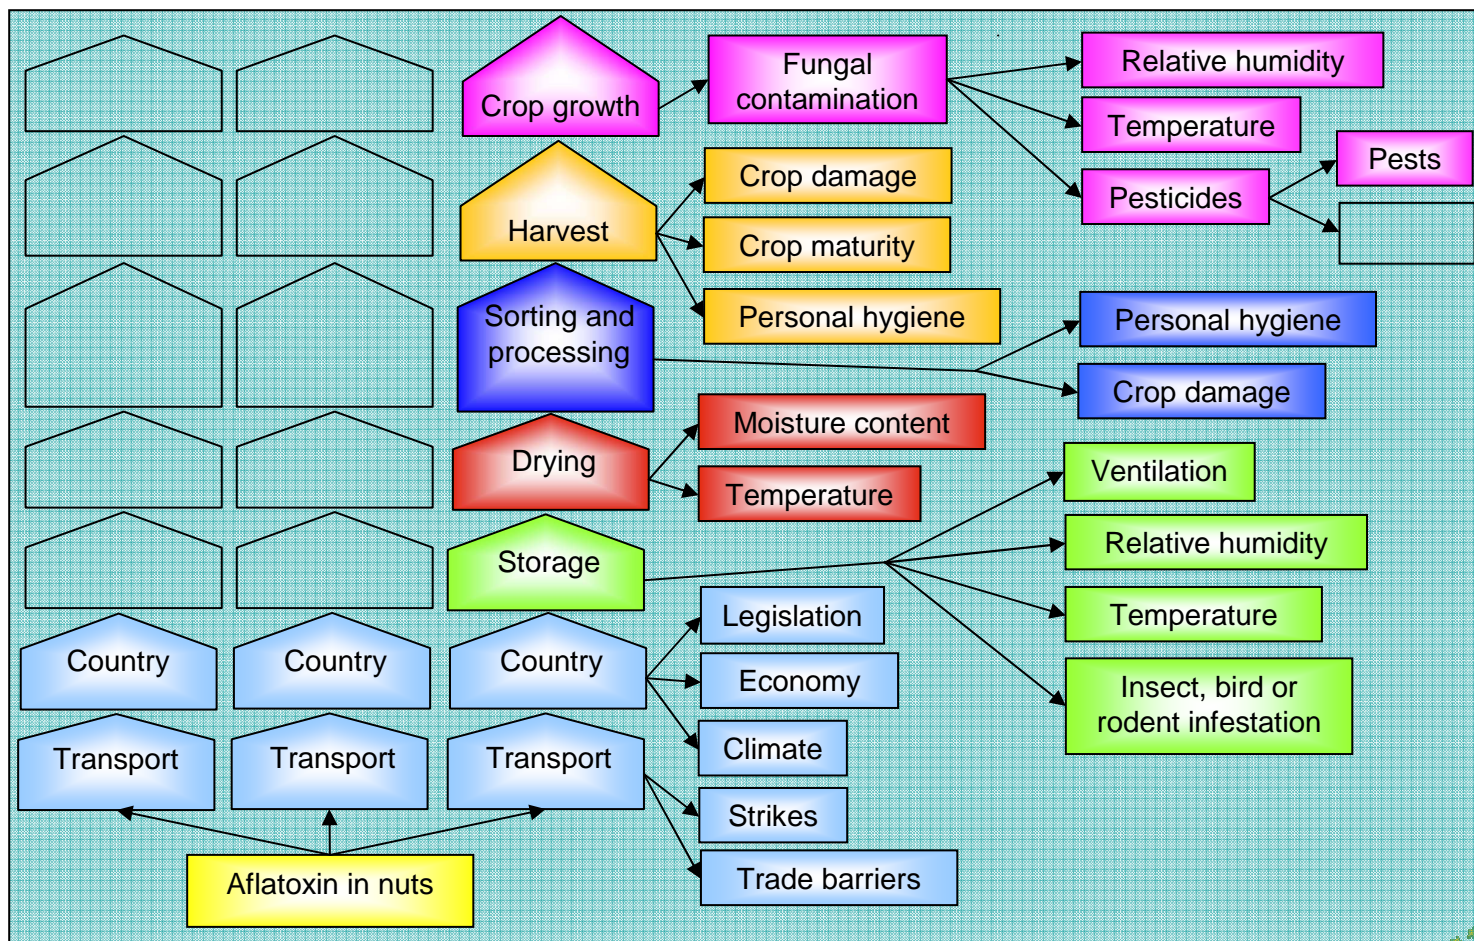 Crop growth
Fungal
contamination
Relative humidity
Temperature
Pesticides
Pests
Harvest
Crop damage
Crop maturity
Personal hygiene
Sorting and
processing
Personal hygiene
Crop damage
Drying
Moisture content
Temperature
Storage
Ventilation
Relative humidity
Temperature
Insect, bird or
rodent infestation
Country
Country
Country
Legislation
Economy
Climate
Transport
Transport
Transport
Strikes
Trade barriers
Aflatoxin in nuts